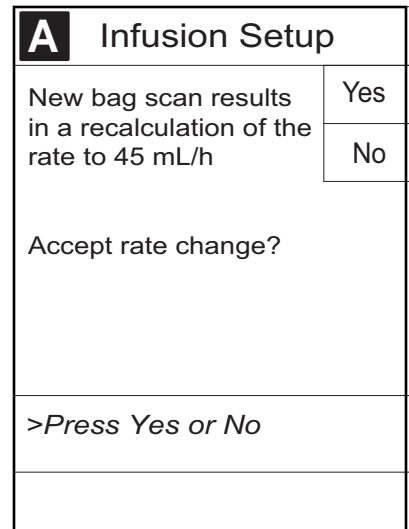 A Infusion Setup
New bag scan results
in a recalculation of the
rate to 45 mL/h
Yes
No
Accept rate change?
>Press Yes or No